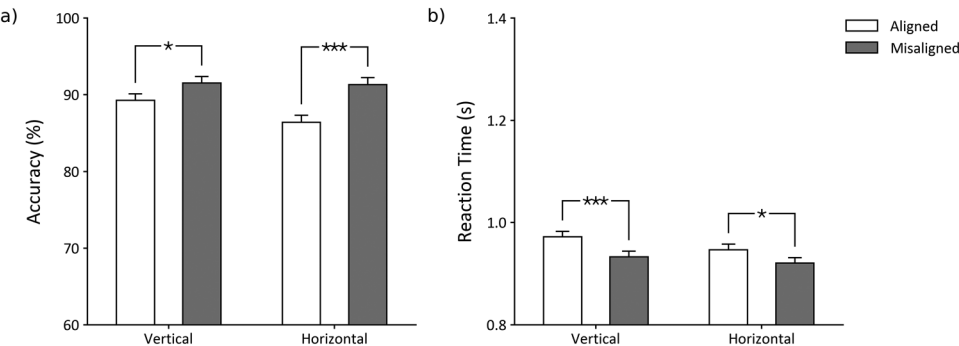 a)
Accuracy (%)
100
90
80
70
60
*
***
Vertical
Horizontal
b)
Reaction Time (s)
1.4
1.2
1.0
0.8
***
*
Vertical
Horizontal
Aligned
Misaligned